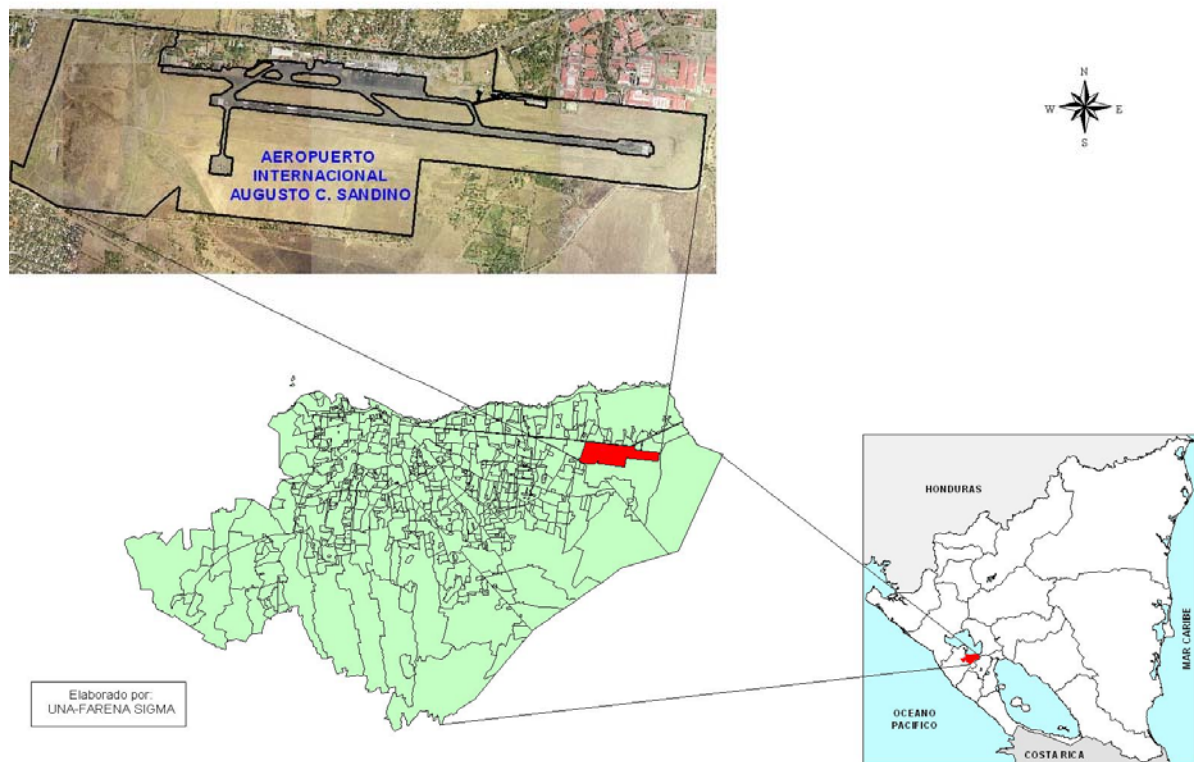 AEROPUERTO
INTERNACIONAL
AUGUSTO C. SANDINO
N
W
E
S
HONDURAS
MAR CARIBE
OCEANO
PACIFICO
COSTA RICA
Elaborado por:
UNA-FARENA SIGMA